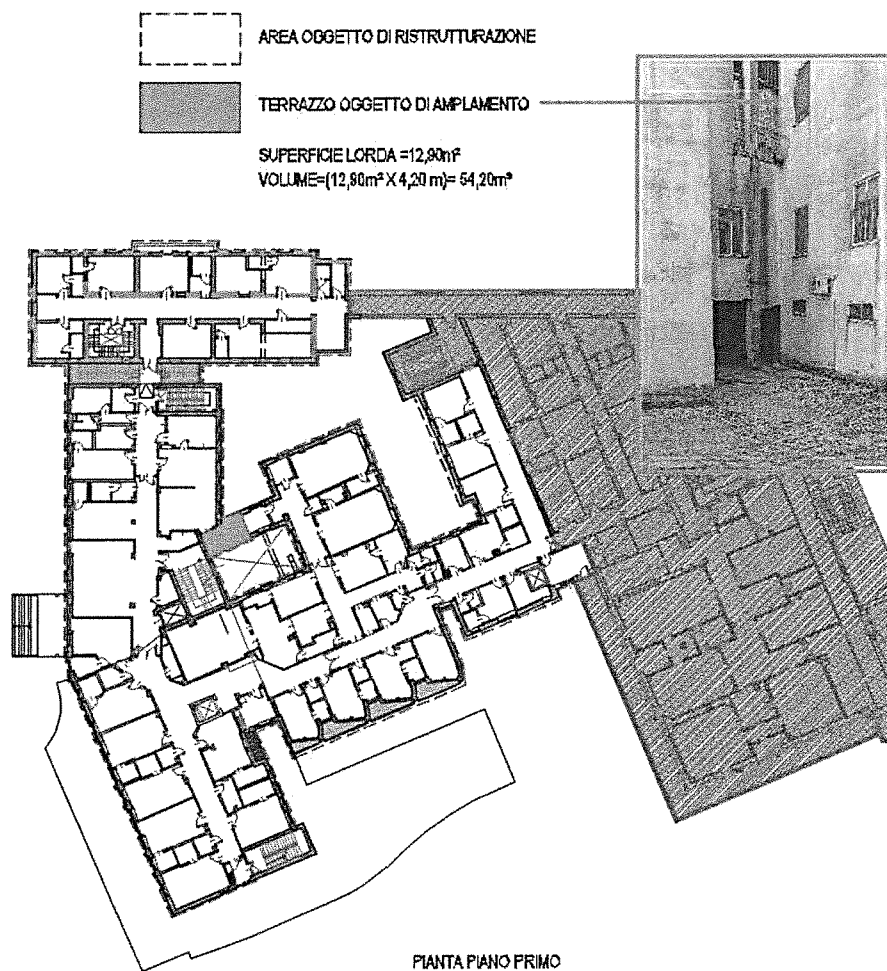 AREA OGGETTO DI RISTRUTTURAZIONE
TERRAZZO OGGETTO DI AMPLAMENTO
SUPERFICIE LORDA =12,90m²
VOLUME=(12,90m² X 4,20 m)= 54,20m³
PIANTA PIANO PRIMO